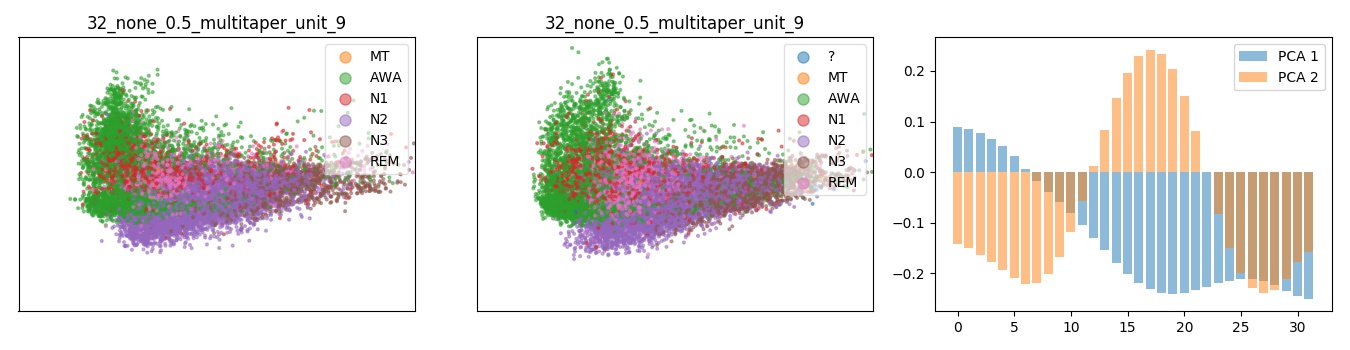 32_none_0.5_multitaper_unit_9
MT
AWA
N1
N2
N3
REM
32_none_0.5_multitaper_unit_9
?
MT
AWA
N1
N2
N3
REM
PCA 1
PCA 2
0.2
0.1
0.0
−0.1
−0.2
0 5 10 15 20 25 30